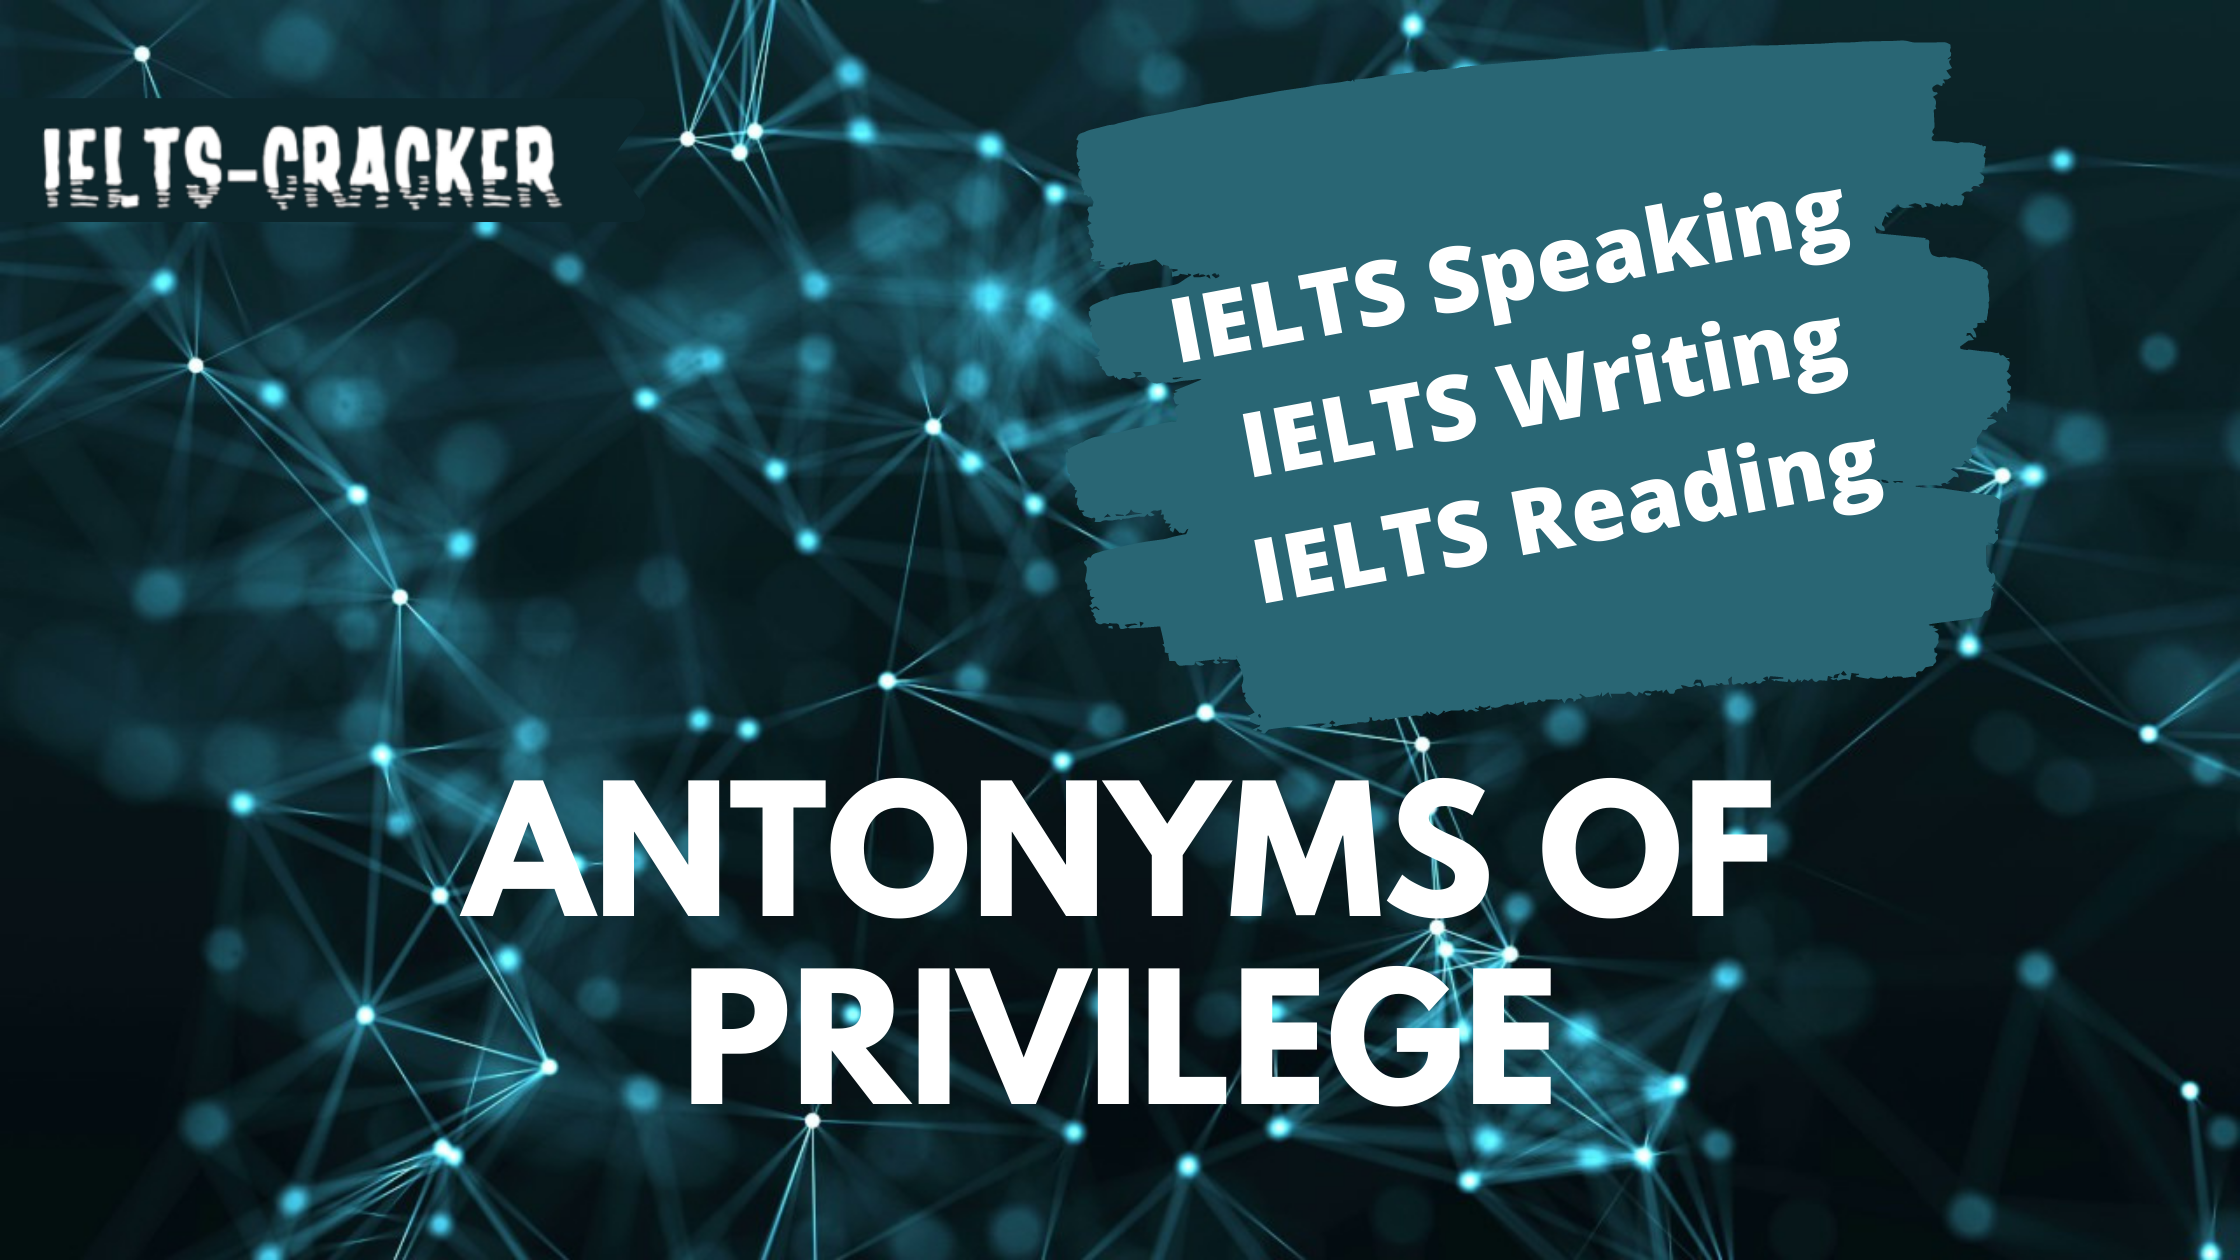 IELTS-CRACKER
IELTS Speaking
IELTS Writing
IELTS Reading
ANTONYMS OF
PRIVILEGE